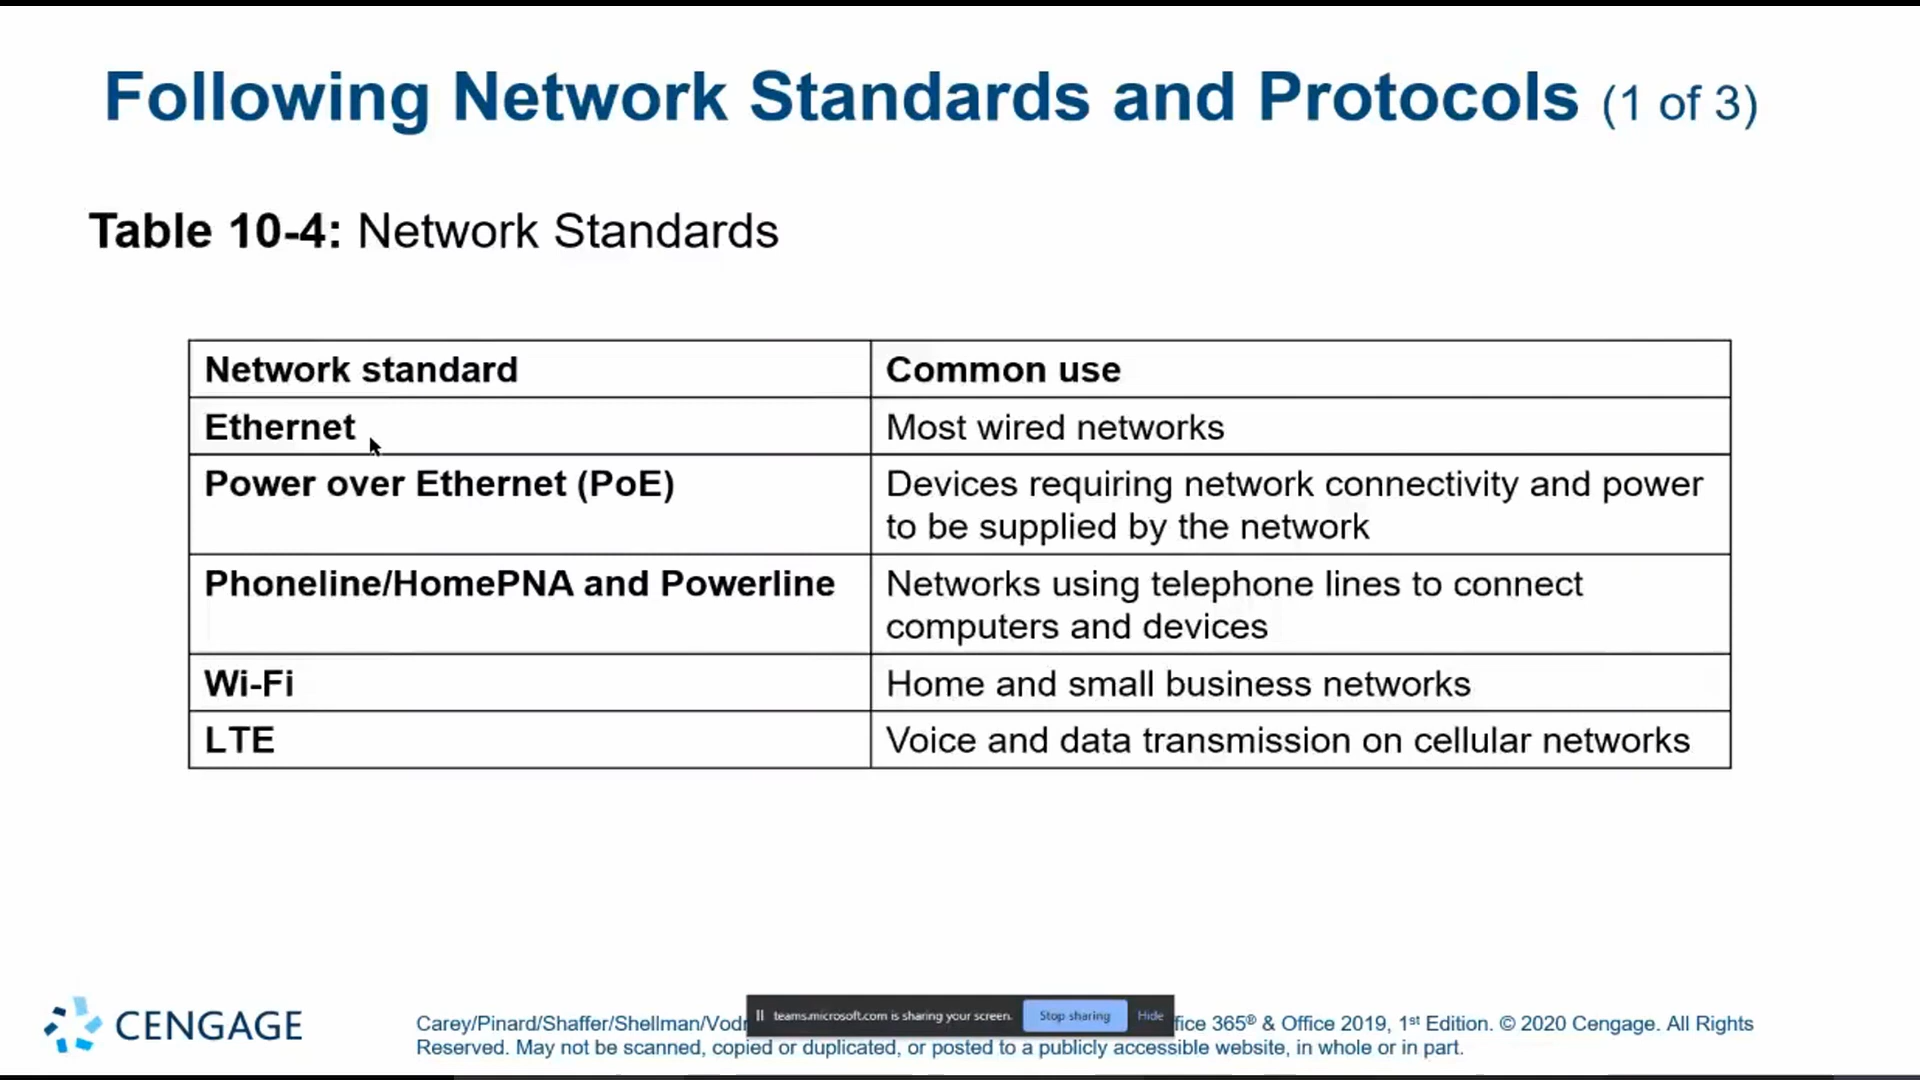 Following Network Standards and Protocols (1 of 3)
Table 10-4: Network Standards
Network standard Common use
Ethernet Most wired networks
Power over Ethernet (PoE) Devices requiring network connectivity and power
to be supplied by the network
Phoneline/HomePNA and Powerline Networks using telephone lines to connect
computers and devices
Wi-Fi Home and small business networks
LTE Voice and data transmission on cellular networks
CENGAGE
Carey/Pinard/Shaffer/Shellman/ 365® & Office 2019, 1st Edition. © 2020 Cengage. All Rights
Reserved. May not be scanned, copied or duplicated, or posted to a publicly accessible website, in whole or in part.
teams.microsoft.com is sharing your screen. Stop sharing Hide